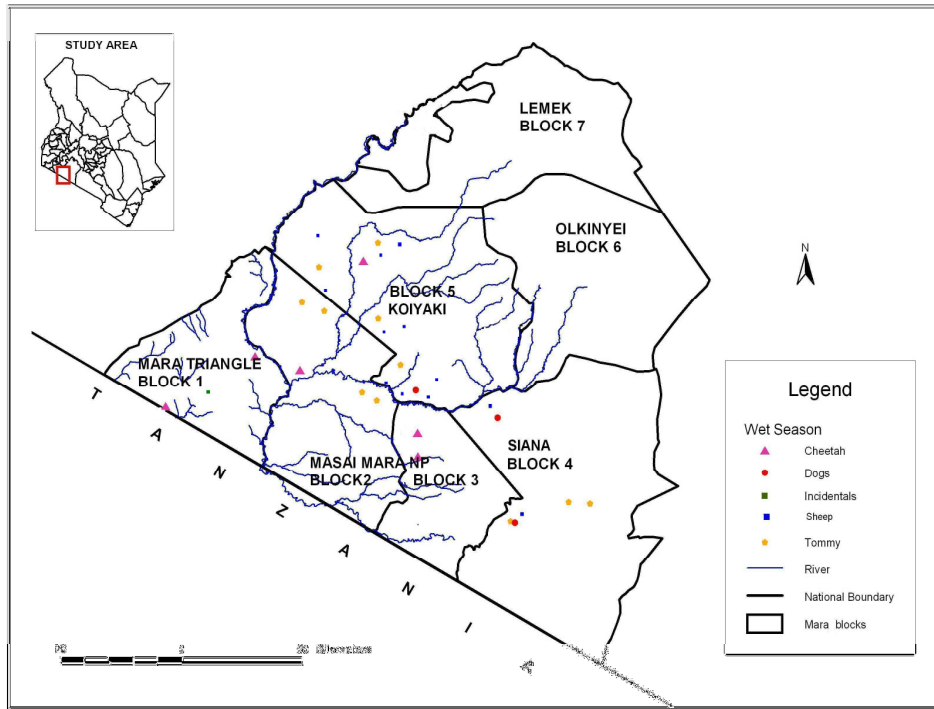 STUDY AREA
LEMEK
BLOCK 7
OLKINYEI
BLOCK 6
N
BLOCK 5
KOIYAKI
MARA TRIANGLE
BLOCK 1
SIANA
BLOCK 4
MASAI MARA NP
BLOCK2
BLOCK 3
T A N Z A N I A
Legend
Wet Season
Cheetah
Dogs
Incidentals
Sheep
Tommy
River
National Boundary
Mara blocks